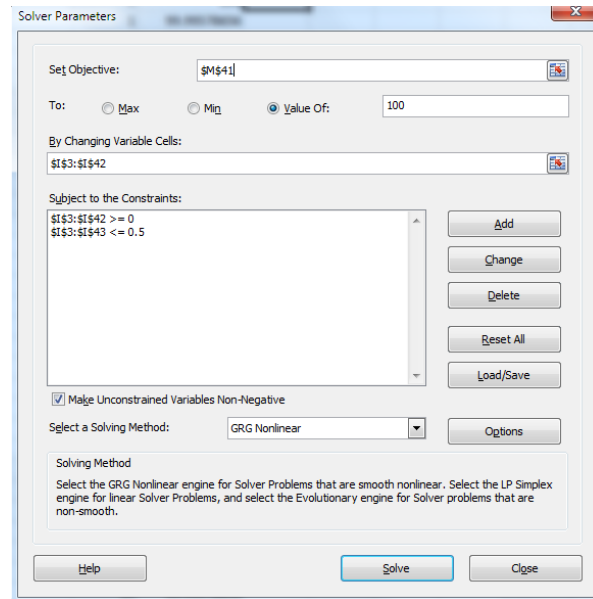 Solver Parameters
Set Objective:
$M$41
To:
Max
Min
Value Of:
100
By Changing Variable Cells:
$I$3:$I$42
Subject to the Constraints:
$I$3:$I$42 >= 0
$I$3:$I$43 <= 0.5
Add
Change
Delete
Reset All
Load/Save
Make Unconstrained Variables Non-Negative
Select a Solving Method:
GRG Nonlinear
Options
Solving Method
Select the GRG Nonlinear engine for Solver Problems that are smooth nonlinear. Select the LP Simplex
engine for linear Solver Problems, and select the Evolutionary engine for Solver problems that are
non-smooth.
Help
Solve
Close